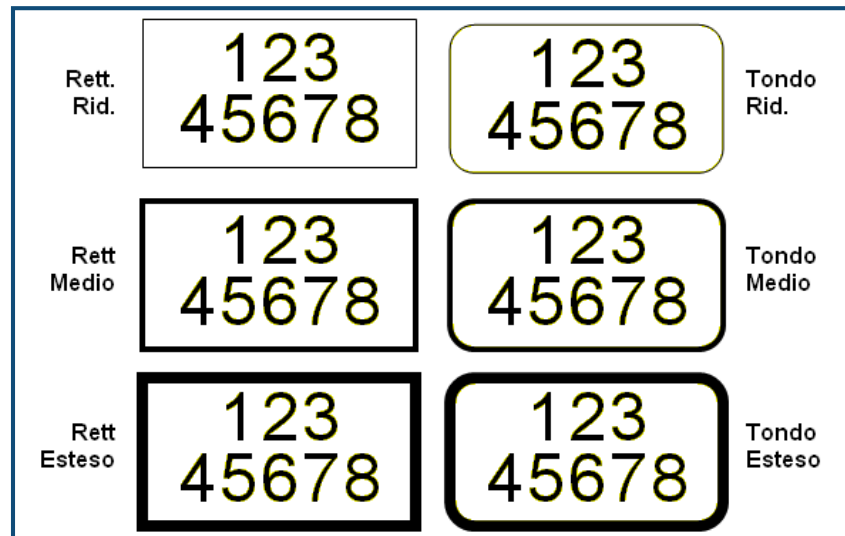 Rett.
Rid.
123
45678
123
45678
Tondo
Rid.
Rett
Medio
123
45678
123
45678
Tondo
Medio
Rett
Esteso
123
45678
123
45678
Tondo
Esteso